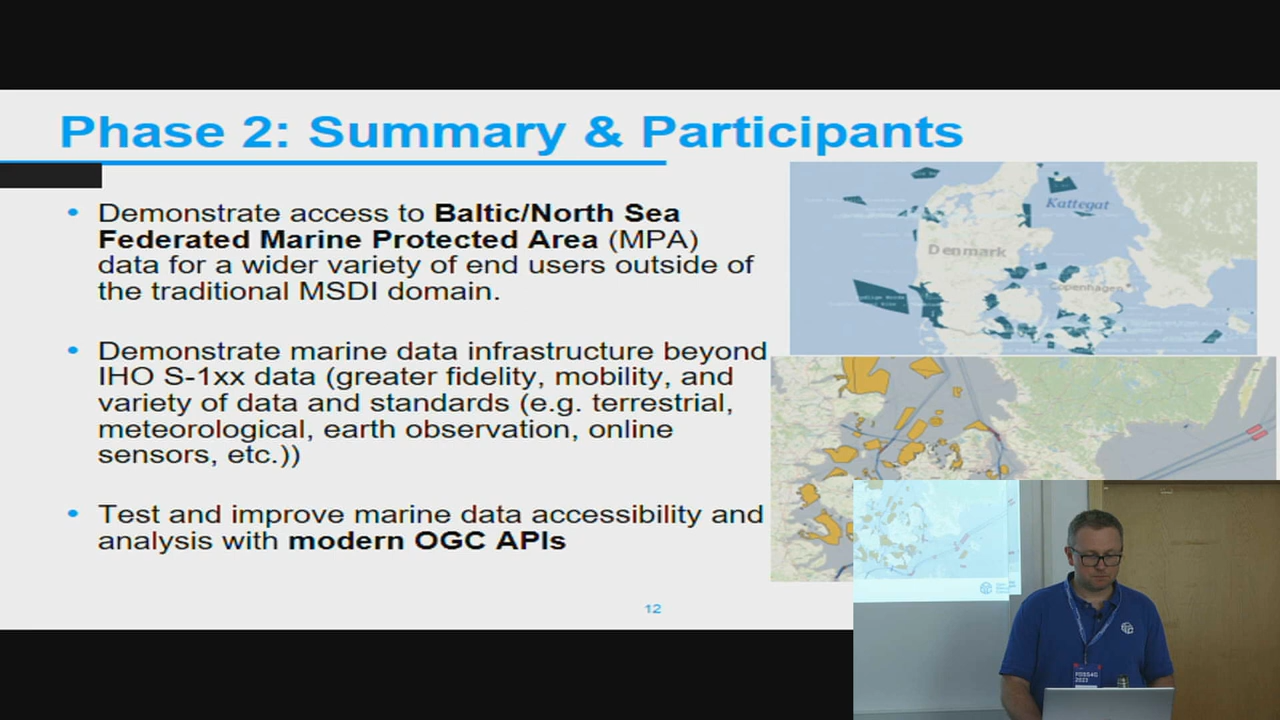 Phase 2: Summary & Participants
• Demonstrate access to Baltic/North Sea
Federated Marine Protected Area (MPA)
data for a wider variety of end users outside of
the traditional MSDI domain.
• Demonstrate marine data infrastructure beyond
IHO S-1xx data (greater fidelity, mobility, and
variety of data and standards (e.g. terrestrial,
meteorological, earth observation, online
sensors, etc.))
• Test and improve marine data accessibility and
analysis with modern OGC APIs
12
Kattegat
Denmark
Copenhagen
FOSS4G
2022